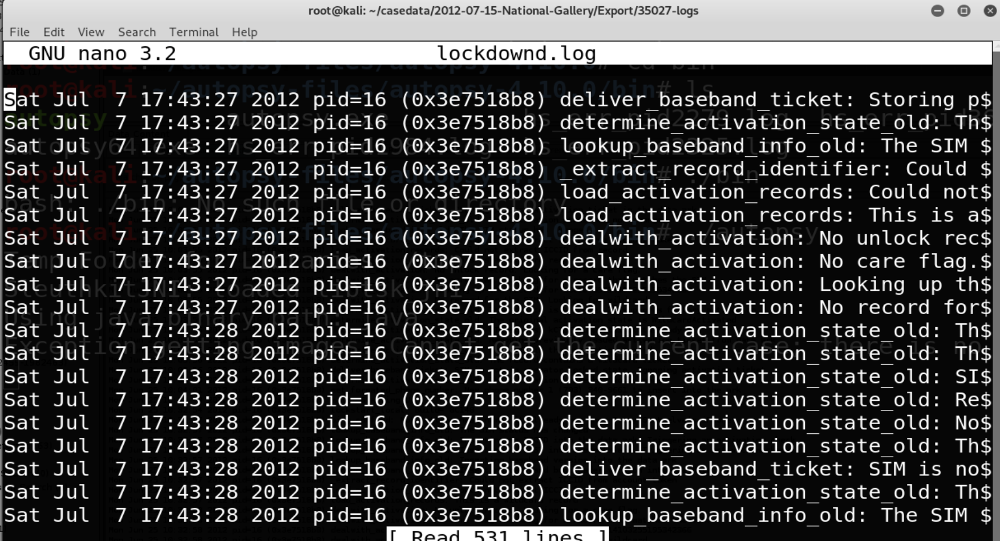 root@kali: ~/casedata/2012-07-15-National-Gallery/Export/35027-logs
File Edit View Search Terminal Help
GNU nano 3.2 lockdownd.log
Sat Jul  7 17:43:27 2012 pid=16 (0x3e7518b8) deliver_baseband_ticket: Storing p$
Sat Jul  7 17:43:27 2012 pid=16 (0x3e7518b8) determine_activation_state_old: Th$
Sat Jul  7 17:43:27 2012 pid=16 (0x3e7518b8) lookup_baseband_info_old: The SIM $
Sat Jul  7 17:43:27 2012 pid=16 (0x3e7518b8) _extract_record_identifier: Could $
Sat Jul  7 17:43:27 2012 pid=16 (0x3e7518b8) load_activation_records: Could not$
Sat Jul  7 17:43:27 2012 pid=16 (0x3e7518b8) load_activation_records: This is a$
Sat Jul  7 17:43:27 2012 pid=16 (0x3e7518b8) dealwith_activation: No unlock rec$
Sat Jul  7 17:43:27 2012 pid=16 (0x3e7518b8) dealwith_activation: No care flag.$
Sat Jul  7 17:43:27 2012 pid=16 (0x3e7518b8) dealwith_activation: Looking up th$
Sat Jul  7 17:43:27 2012 pid=16 (0x3e7518b8) dealwith_activation: No record for$
Sat Jul  7 17:43:28 2012 pid=16 (0x3e7518b8) determine_activation_state_old: Th$
Sat Jul  7 17:43:28 2012 pid=16 (0x3e7518b8) determine_activation_state_old: Th$
Sat Jul  7 17:43:28 2012 pid=16 (0x3e7518b8) determine_activation_state_old: SI$
Sat Jul  7 17:43:28 2012 pid=16 (0x3e7518b8) determine_activation_state_old: Re$
Sat Jul  7 17:43:28 2012 pid=16 (0x3e7518b8) determine_activation_state_old: No$
Sat Jul  7 17:43:28 2012 pid=16 (0x3e7518b8) determine_activation_state_old: Th$
Sat Jul  7 17:43:28 2012 pid=16 (0x3e7518b8) deliver_baseband_ticket: SIM is no$
Sat Jul  7 17:43:28 2012 pid=16 (0x3e7518b8) determine_activation_state_old: Th$
Sat Jul  7 17:43:28 2012 pid=16 (0x3e7518b8) lookup_baseband_info_old: The SIM $
[ Read 531 lines ]